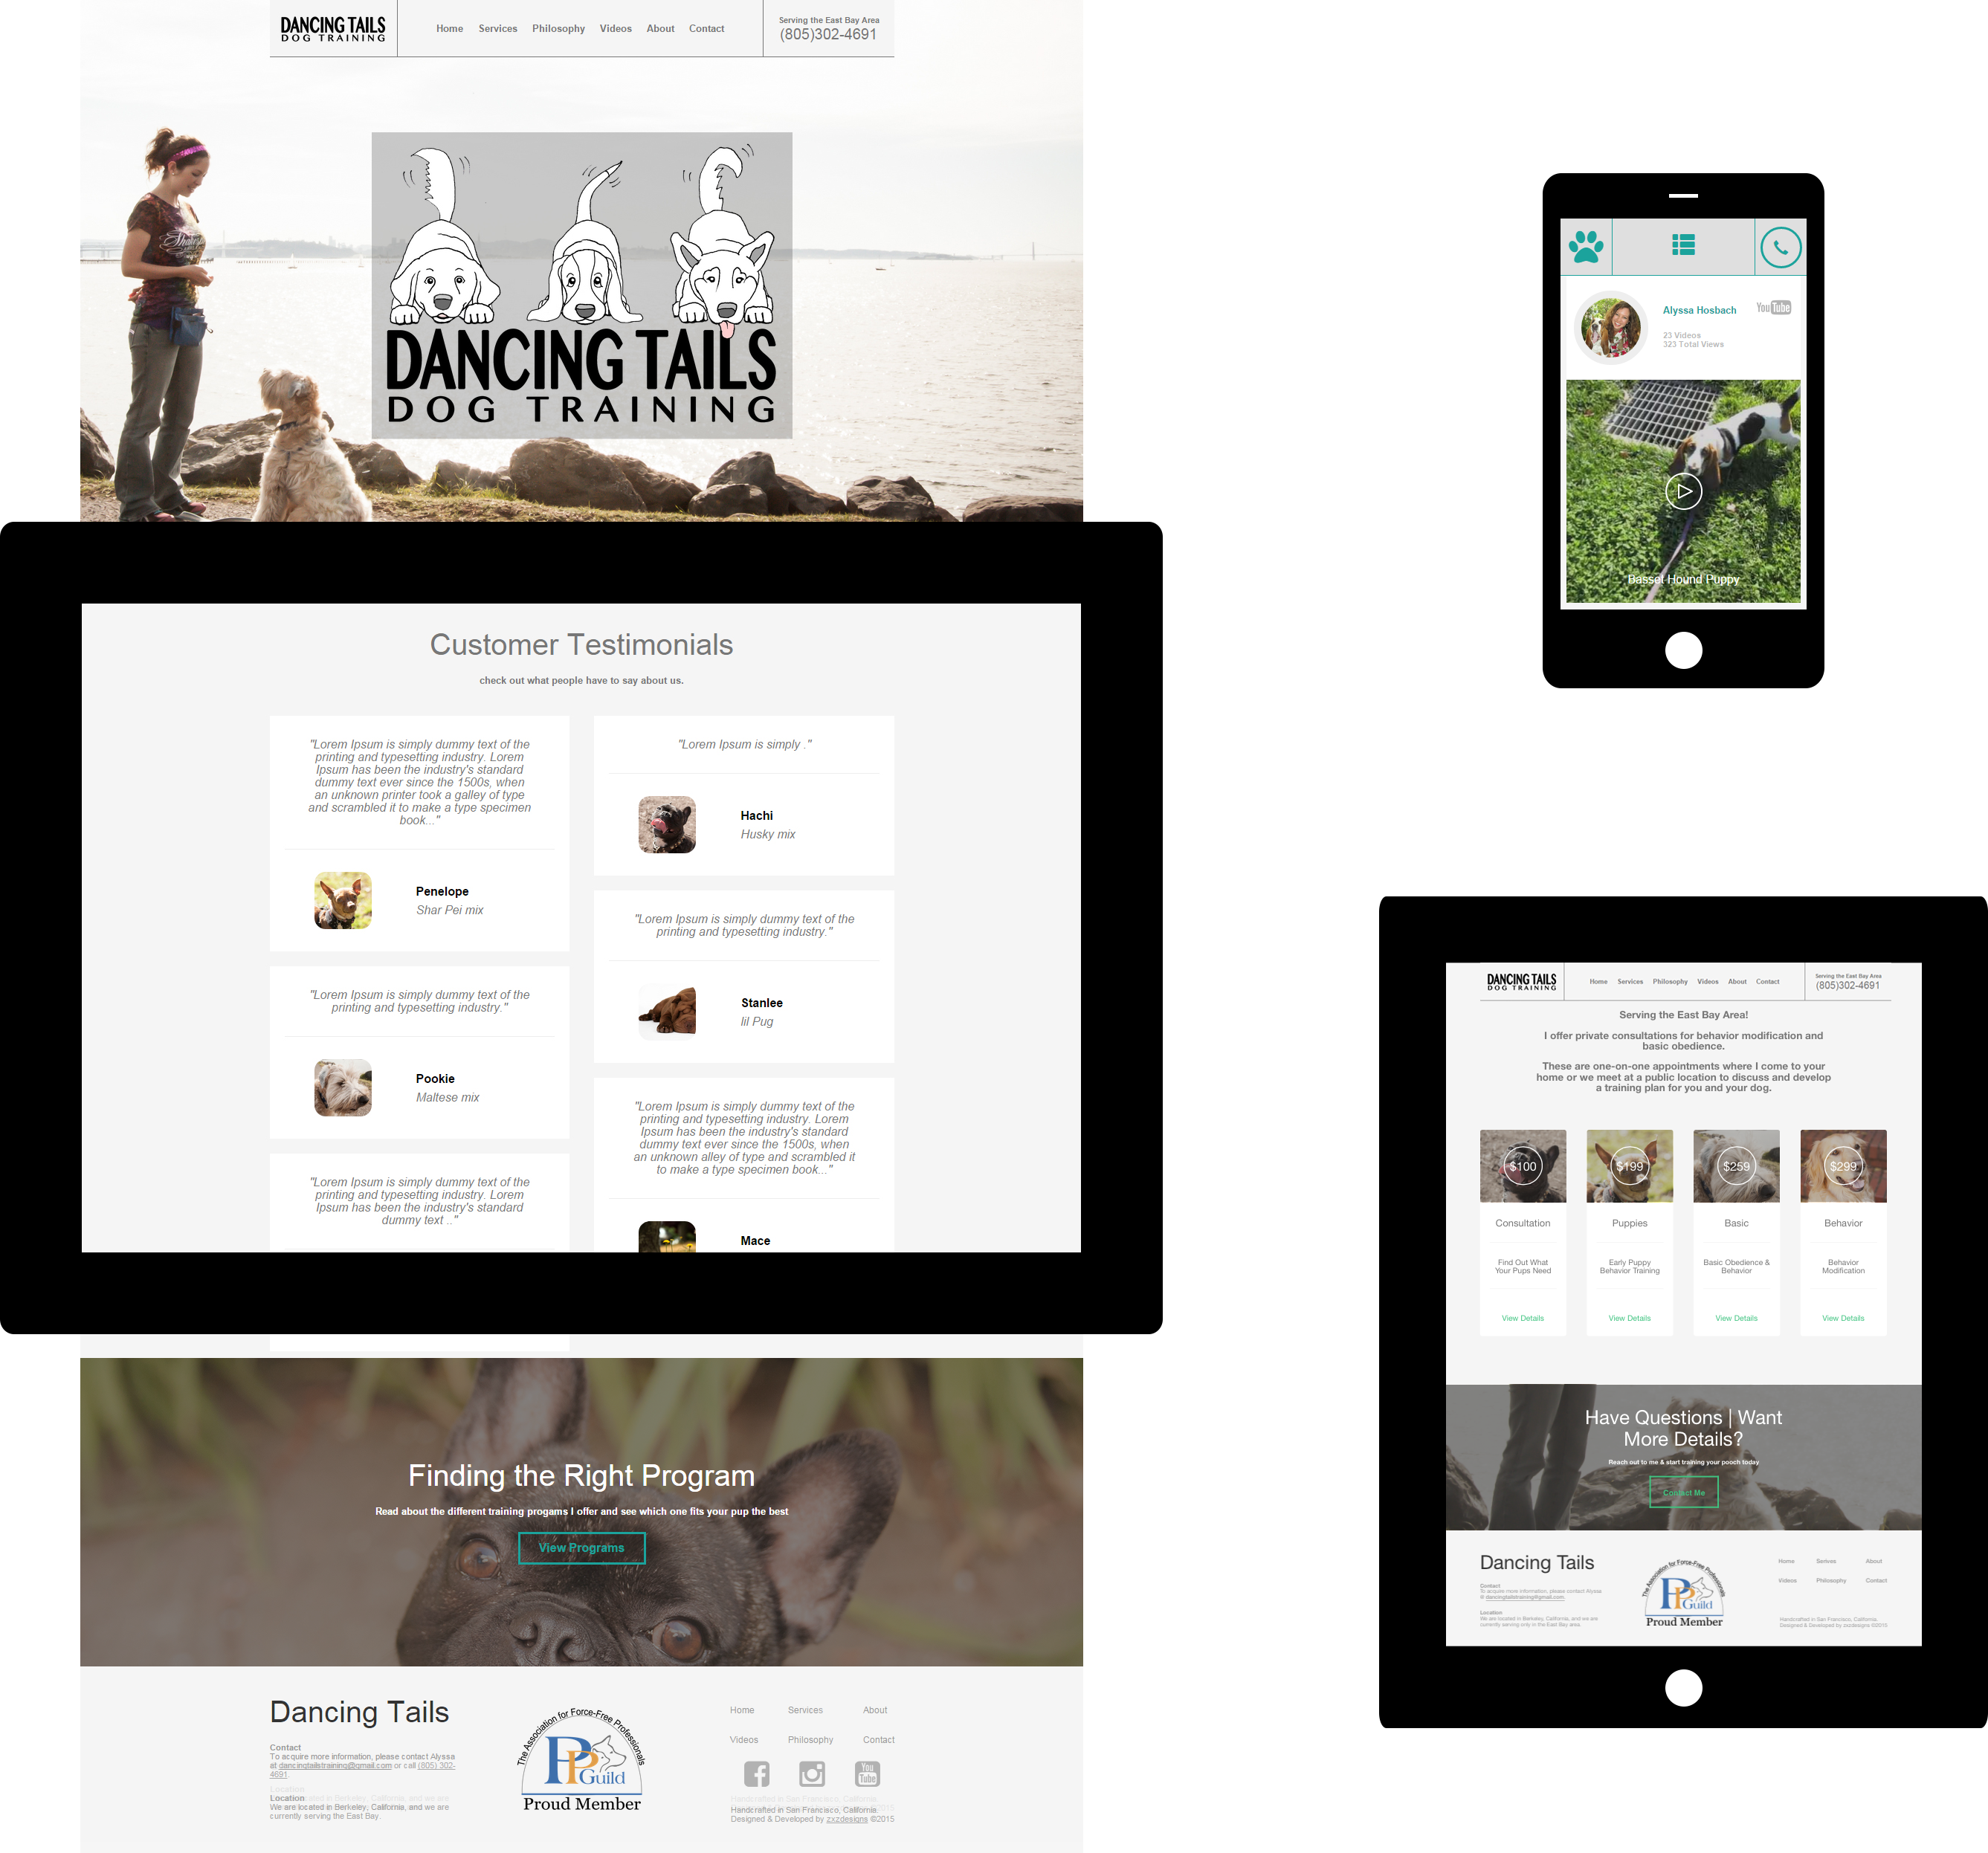 DANCING TAILS
DOG TRAINING
Home Services Philosophy Videos About Contact
Serving the East Bay Area
(805)302-4691
DANCING TAILS
DOG TRAINING
Customer Testimonials
check out what people have to say about us.
"Lorem Ipsum is simply dummy text of the
printing and typesetting industry. Lorem
Ipsum has been the industry's standard
dummy text ever since the 1500s, when
an unknown printer took a galley of type
and scrambled it to make a type specimen
book..."
Penelope
Shar Pei mix
"Lorem Ipsum is simply dummy text of the
printing and typesetting industry."
Pookie
Maltese mix
"Lorem Ipsum is simply dummy text of the
printing and typesetting industry. Lorem
Ipsum has been the industry's standard
dummy text .."
"Lorem Ipsum is simply ."
Hachi
Husky mix
"Lorem Ipsum is simply dummy text of the
printing and typesetting industry."
Stanlee
lil Pug
"Lorem Ipsum is simply dummy text of the
printing and typesetting industry. Lorem
Ipsum has been the industry's standard
dummy text ever since the 1500s, when
an unknown alley of type and scrambled it
to make a type specimen book..."
Mace
Finding the Right Program
Read about the different training progams I offer and see which one fits your pup the best
View Programs
Dancing Tails
Contact
To acquire more information, please contact Alyssa
at dancingtailstraining@gmail.com or call (805) 302-
4691.
Location
We are located in Berkeley, California, and we are
currently serving the East Bay.
The Association for Force-Free Professionals
PP
Guild
Proud Member
Home Services About
Videos Philosophy Contact
You
Tube
Handcrafted in San Francisco, California.
Designed & Developed by zxzdesigns ©2015
Alyssa Hosbach
YouTube
23 Videos
323 Total Views
Basset Hound Puppy
DANCING TAILS
DOG TRAINING
Home Services Philosophy Videos About Contact
Serving the East Bay Area
(805)302-4691
Serving the East Bay Area!
I offer private consultations for behavior modification and
basic obedience.
These are one-on-one appointments where I come to your
home or we meet at a public location to discuss and develop
a training plan for you and your dog.
$100 $199 $259 $299
Consultation Puppies Basic Behavior
Find Out What
Your Pups Need
Early Puppy
Behavior Training
Basic Obedience &
Behavior
Behavior
Modification
View Details View Details View Details View Details
Have Questions | Want
More Details?
Reach out to me & start training your pooch today
Contact Me
Dancing Tails
Contact
To acquire more information, please contact Alyssa
@ dancingtailstraining@gmail.com.
Location
We are located in Berkeley, California, and we are
currently serving only in the East Bay area.
The Association for Force-Free Professionals
PP
Guild
Proud Member
Home Serives About
Videos Philosophy Contact
Handcrafted in San Francisco, California.
Designed & Developed by zxzdesigns ©2015